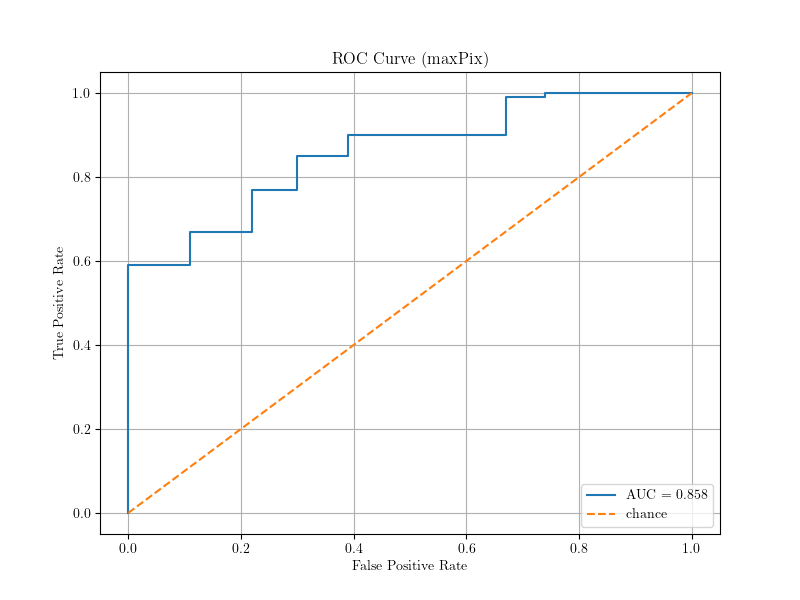 ROC Curve (maxPix)
True Positive Rate
1.0
0.8
0.6
0.4
0.2
0.0
AUC = 0.858
chance
0.0 0.2 0.4 0.6 0.8 1.0
False Positive Rate